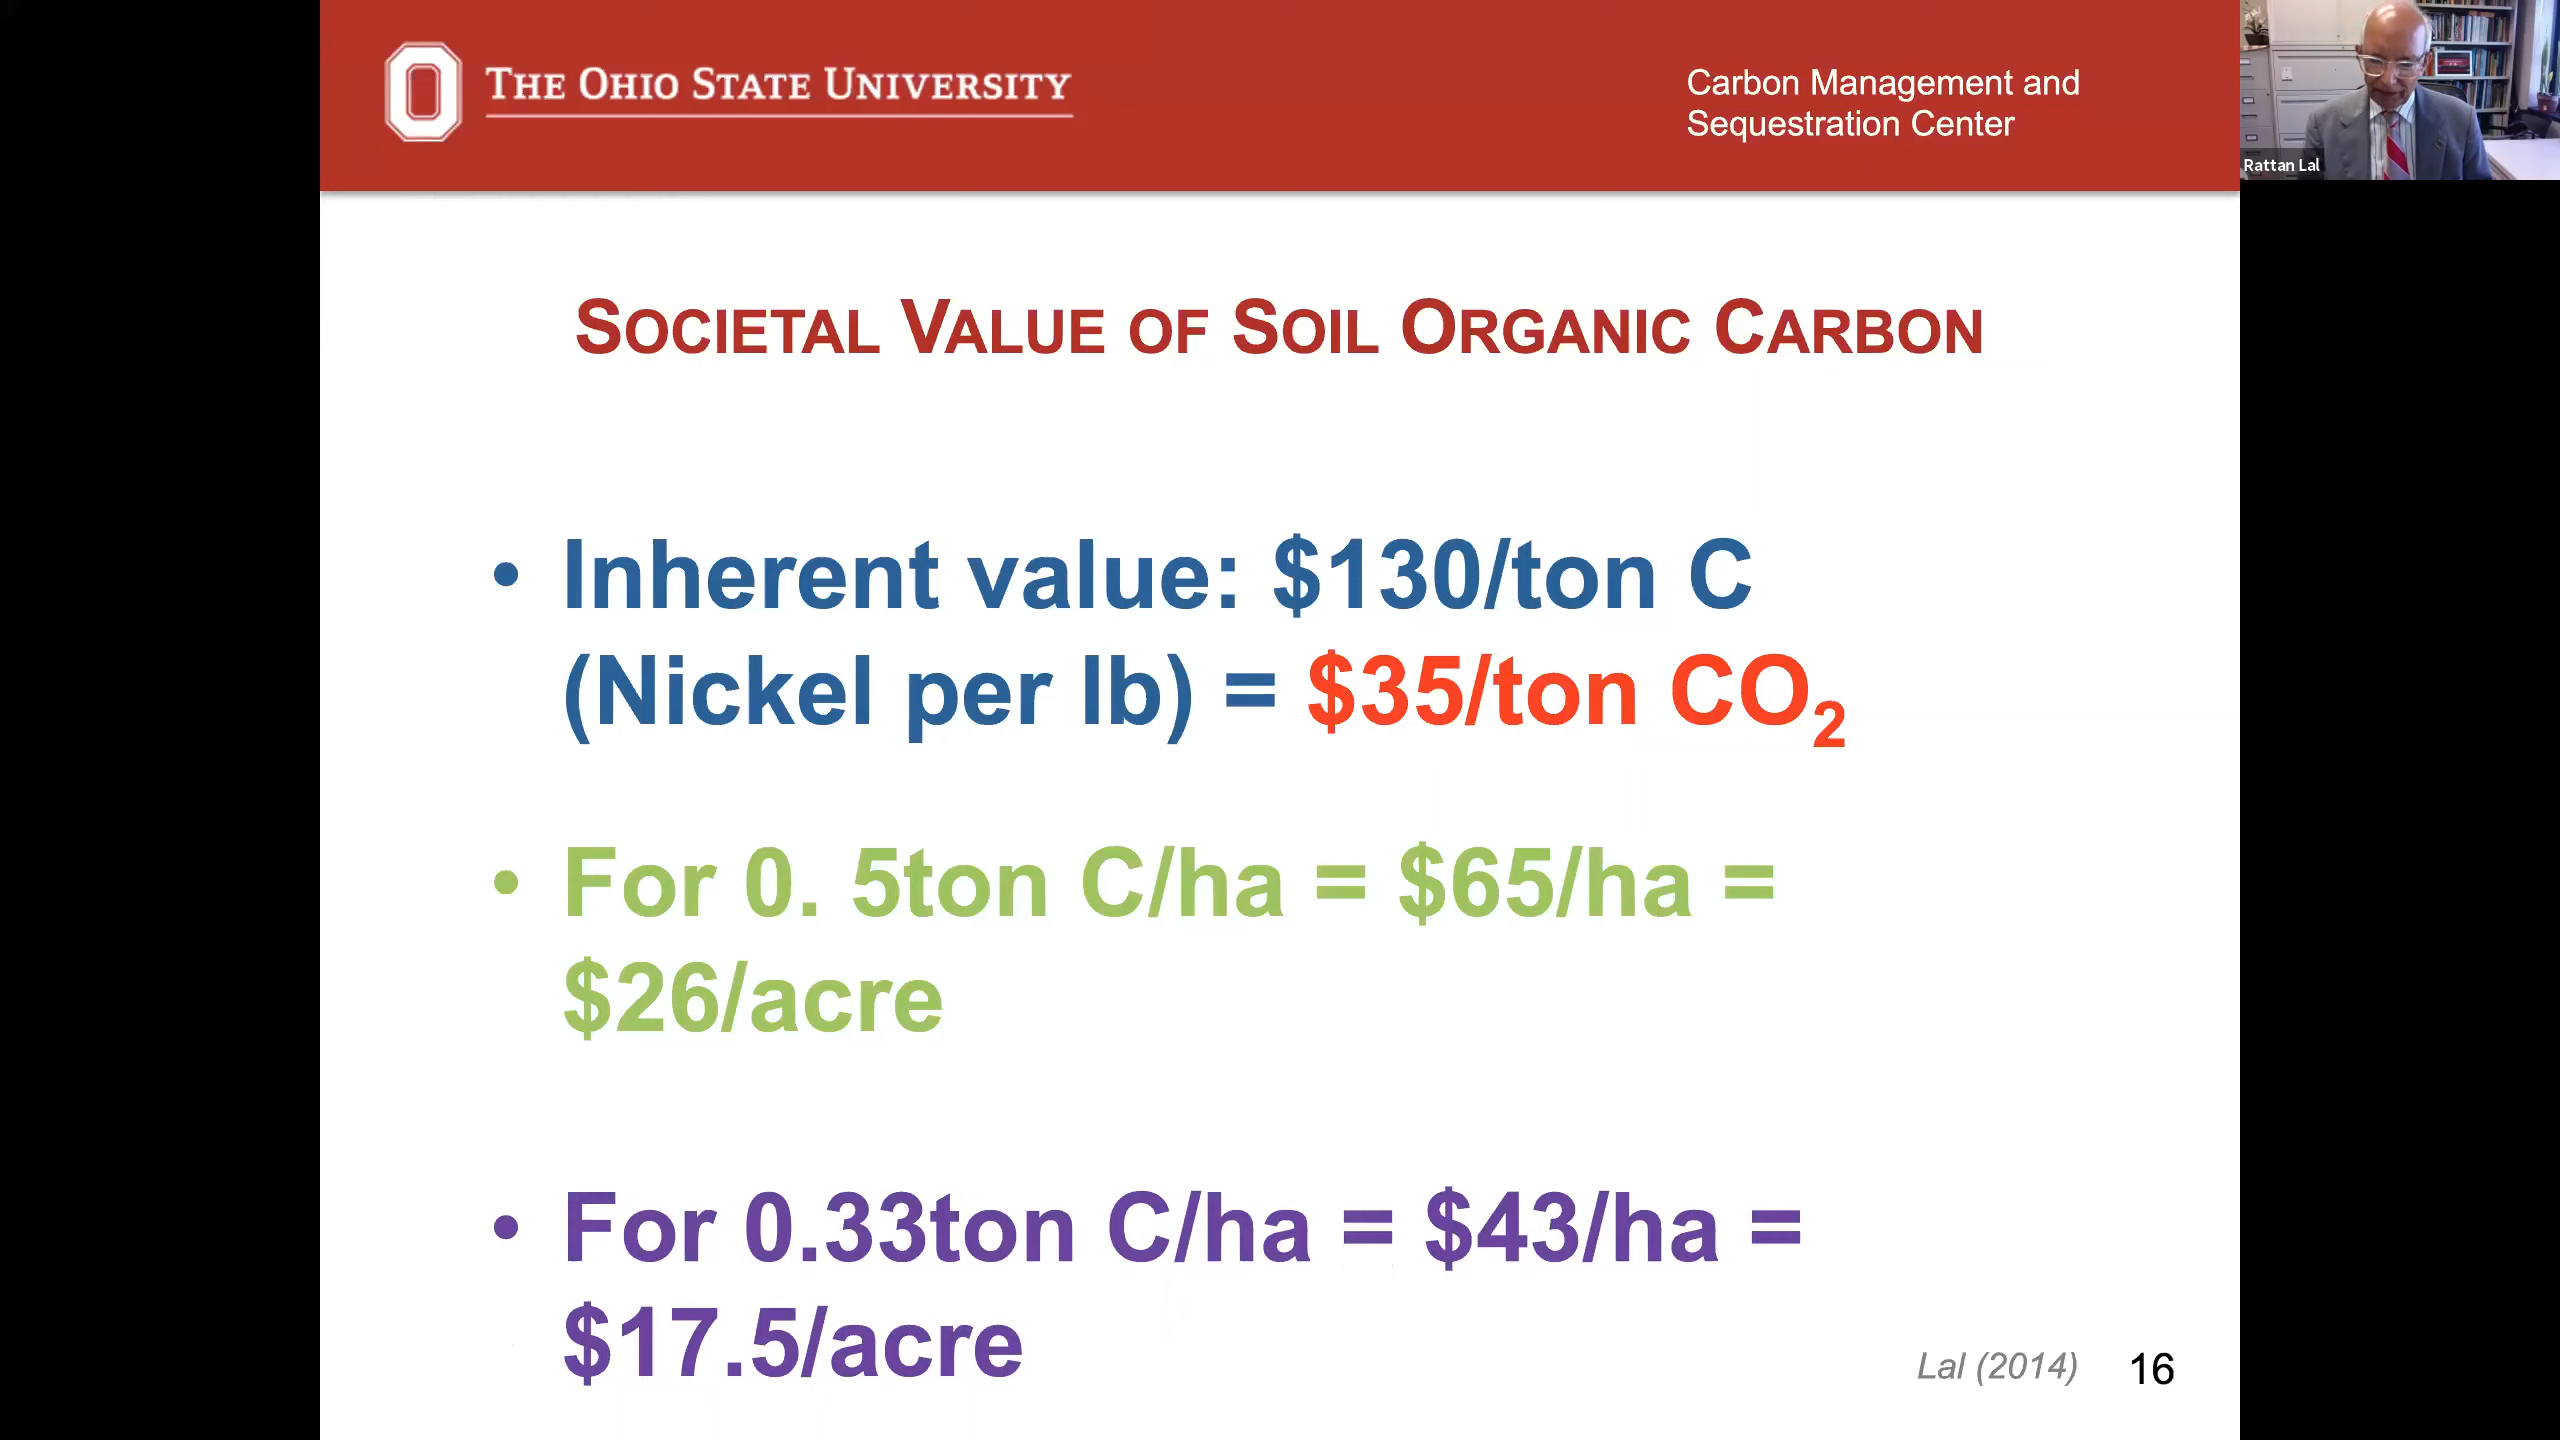 THE OHIO STATE UNIVERSITY
Carbon Management and
Sequestration Center
Rattan Lal
SOCIETAL VALUE OF SOIL ORGANIC CARBON
• Inherent value: $130/ton C
(Nickel per lb) = $35/ton CO₂
• For 0. 5ton C/ha = $65/ha =
$26/acre
• For 0.33ton C/ha = $43/ha =
$17.5/acre
Lal (2014) 16